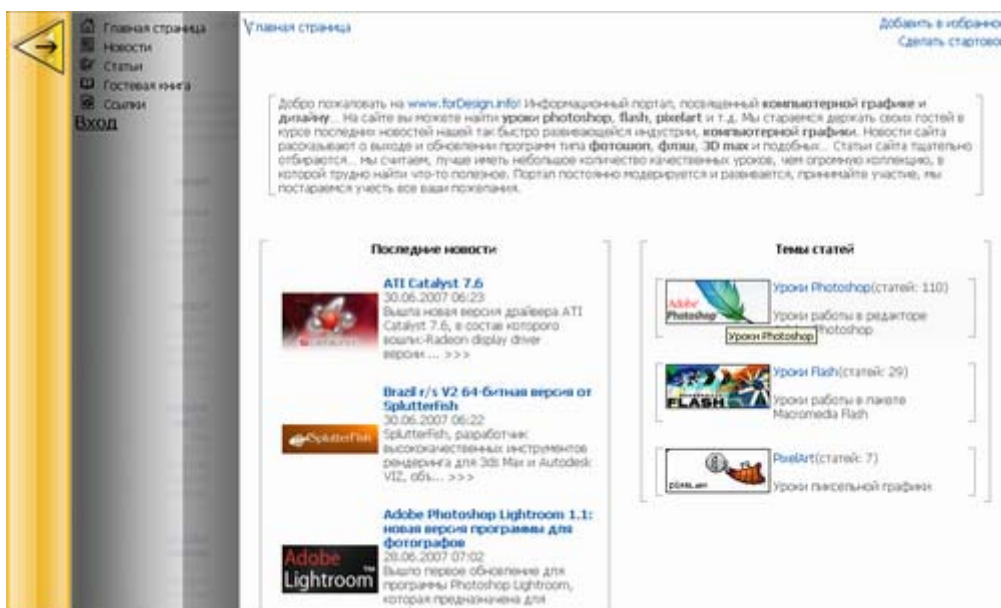 Главная страница
Новости
Статьи
Гостевая книга
Ссылки
Вход
Главная страница
Добавить в избранное
Сделать стартовой
Добро пожаловать на www.forDesign.info! Информационный портал, посвященный компьютерной графике и
дизайну... На сайте вы можете найти уроки photoshop, flash, pixelart и т.д. Мы стараемся держать своих гостей в
курсе последних новостей нашей так быстро развивающейся индустрии, компьютерной графики. Новости сайта
рассказывают о выходе и обновлении програм типа фотошоп, флэш, 3D max и подобных... Статьи сайта тщательно
отбираются... мы считаем, лучше иметь небольшое количество качественных уроков, чем огромную коллекцию, в
которой трудно найти что-то полезное. Портал постоянно модерируется и развивается, принимайте участие, мы
постараемся учесть все ваши пожелания.
Последние новости
ATI Catalyst 7.6
30.06.2007 06:23
Вышла новая версия драйвера ATI
Catalyst 7.6, в состав которого
вошли:-Radeon display driver
версии ... >>>
CATALYST
Brazil r/s V2 64-битная версия от
SplutterFish
30.06.2007 06:22
SplutterFish, разработчик
высококачественных инструментов
рендеринга для 3ds Max и Autodesk
VIZ, объ... >>>
SplutterFish
Adobe Photoshop Lightroom 1.1:
новая версия программы для
фотографов
28.06.2007 07:02
Вышло первое обновление для
программы Photoshop Lightroom,
которая предназначена для
Adobe
Lightroom™
Темы статей
Adobe
Photoshop
Уроки Photoshop(статей: 110)
Уроки работы в редакторе
Photoshop
Уроки Photoshop
FLASH
Уроки Flash(статей: 29)
Уроки работы в пакете
Macromedia Flash
PIXELART
PixelArt(статей: 7)
Уроки пиксельной графики